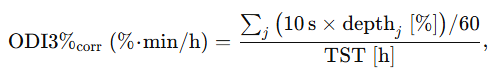 ODI3%corr (%·min/h) = ∑j (10 s × depthj [%])/60 / TST [h] ,